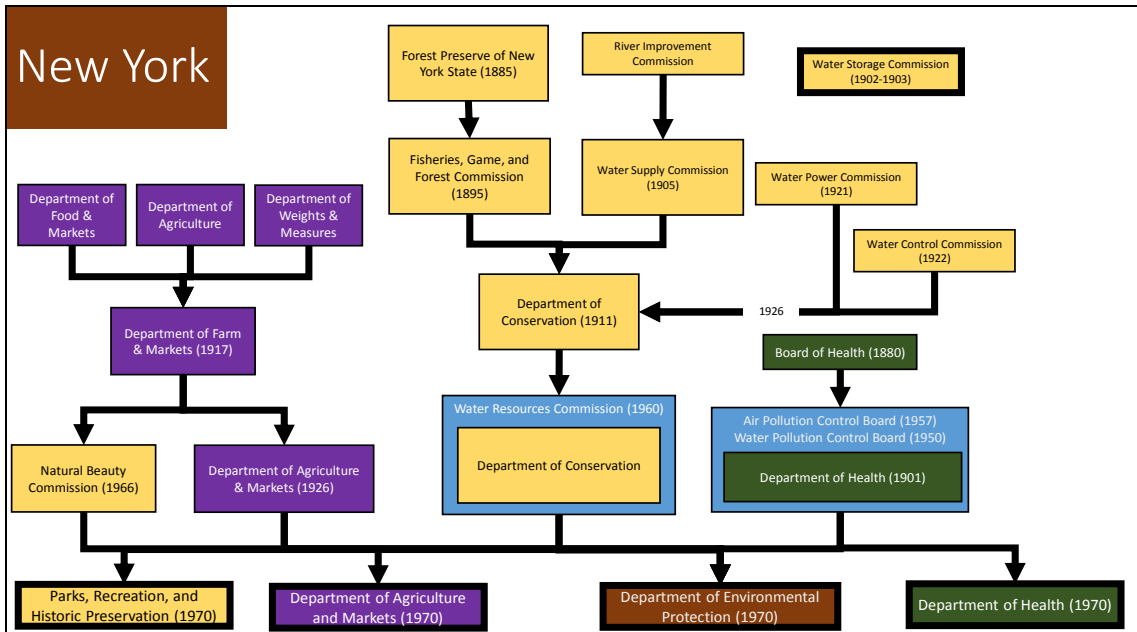 New York
Forest Preserve of New
York State (1885)
River Improvement
Commission
Water Storage Commission
(1902-1903)
Fisheries, Game, and
Forest Commission
(1895)
Water Supply Commission
(1905)
Water Power Commission
(1921)
Department of
Food &
Markets
Department of
Agriculture
Department of
Weights &
Measures
Water Control Commission
(1922)
Department of
Conservation (1911)
1926
Department of Farm
& Markets (1917)
Board of Health (1880)
Water Resources Commission (1960)
Department of Conservation
Air Pollution Control Board (1957)
Water Pollution Control Board (1950)
Department of Health (1901)
Natural Beauty
Commission (1966)
Department of Agriculture
& Markets (1926)
Parks, Recreation, and
Historic Preservation (1970)
Department of Agriculture
and Markets (1970)
Department of Environmental
Protection (1970)
Department of Health (1970)